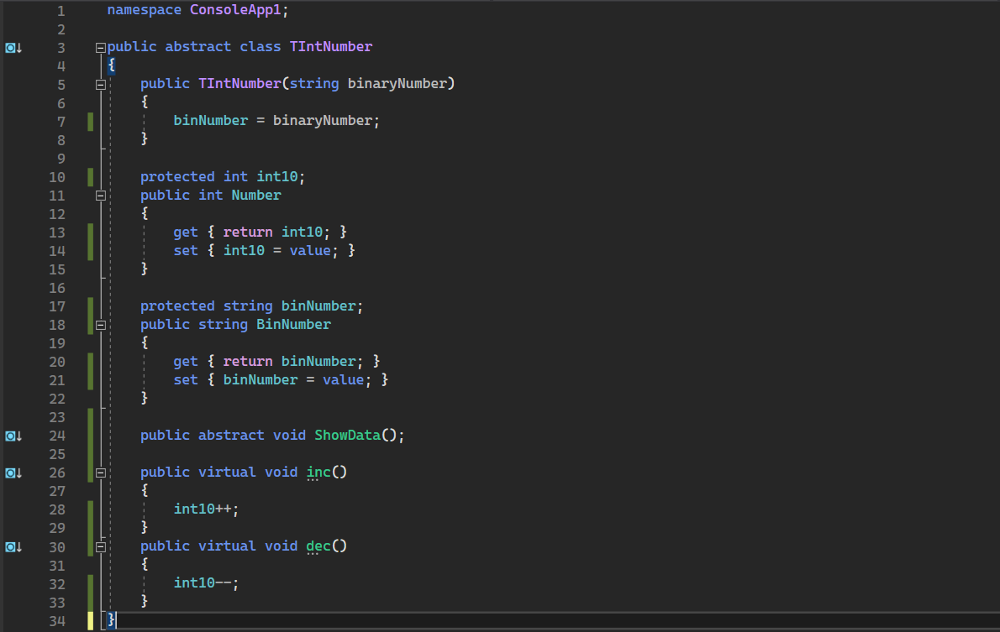 1 namespace ConsoleApp1;
2
3 public abstract class TIntNumber
4 {
5     public TIntNumber(string binaryNumber)
6     {
7         binNumber = binaryNumber;
8     }
9
10     protected int int10;
11     public int Number
12     {
13         get { return int10; }
14         set { int10 = value; }
15     }
16
17     protected string binNumber;
18     public string BinNumber
19     {
20         get { return binNumber; }
21         set { binNumber = value; }
22     }
23
24     public abstract void ShowData();
25
26     public virtual void inc()
27     {
28         int10++;
29     }
30     public virtual void dec()
31     {
32         int10--;
33     }
34 }